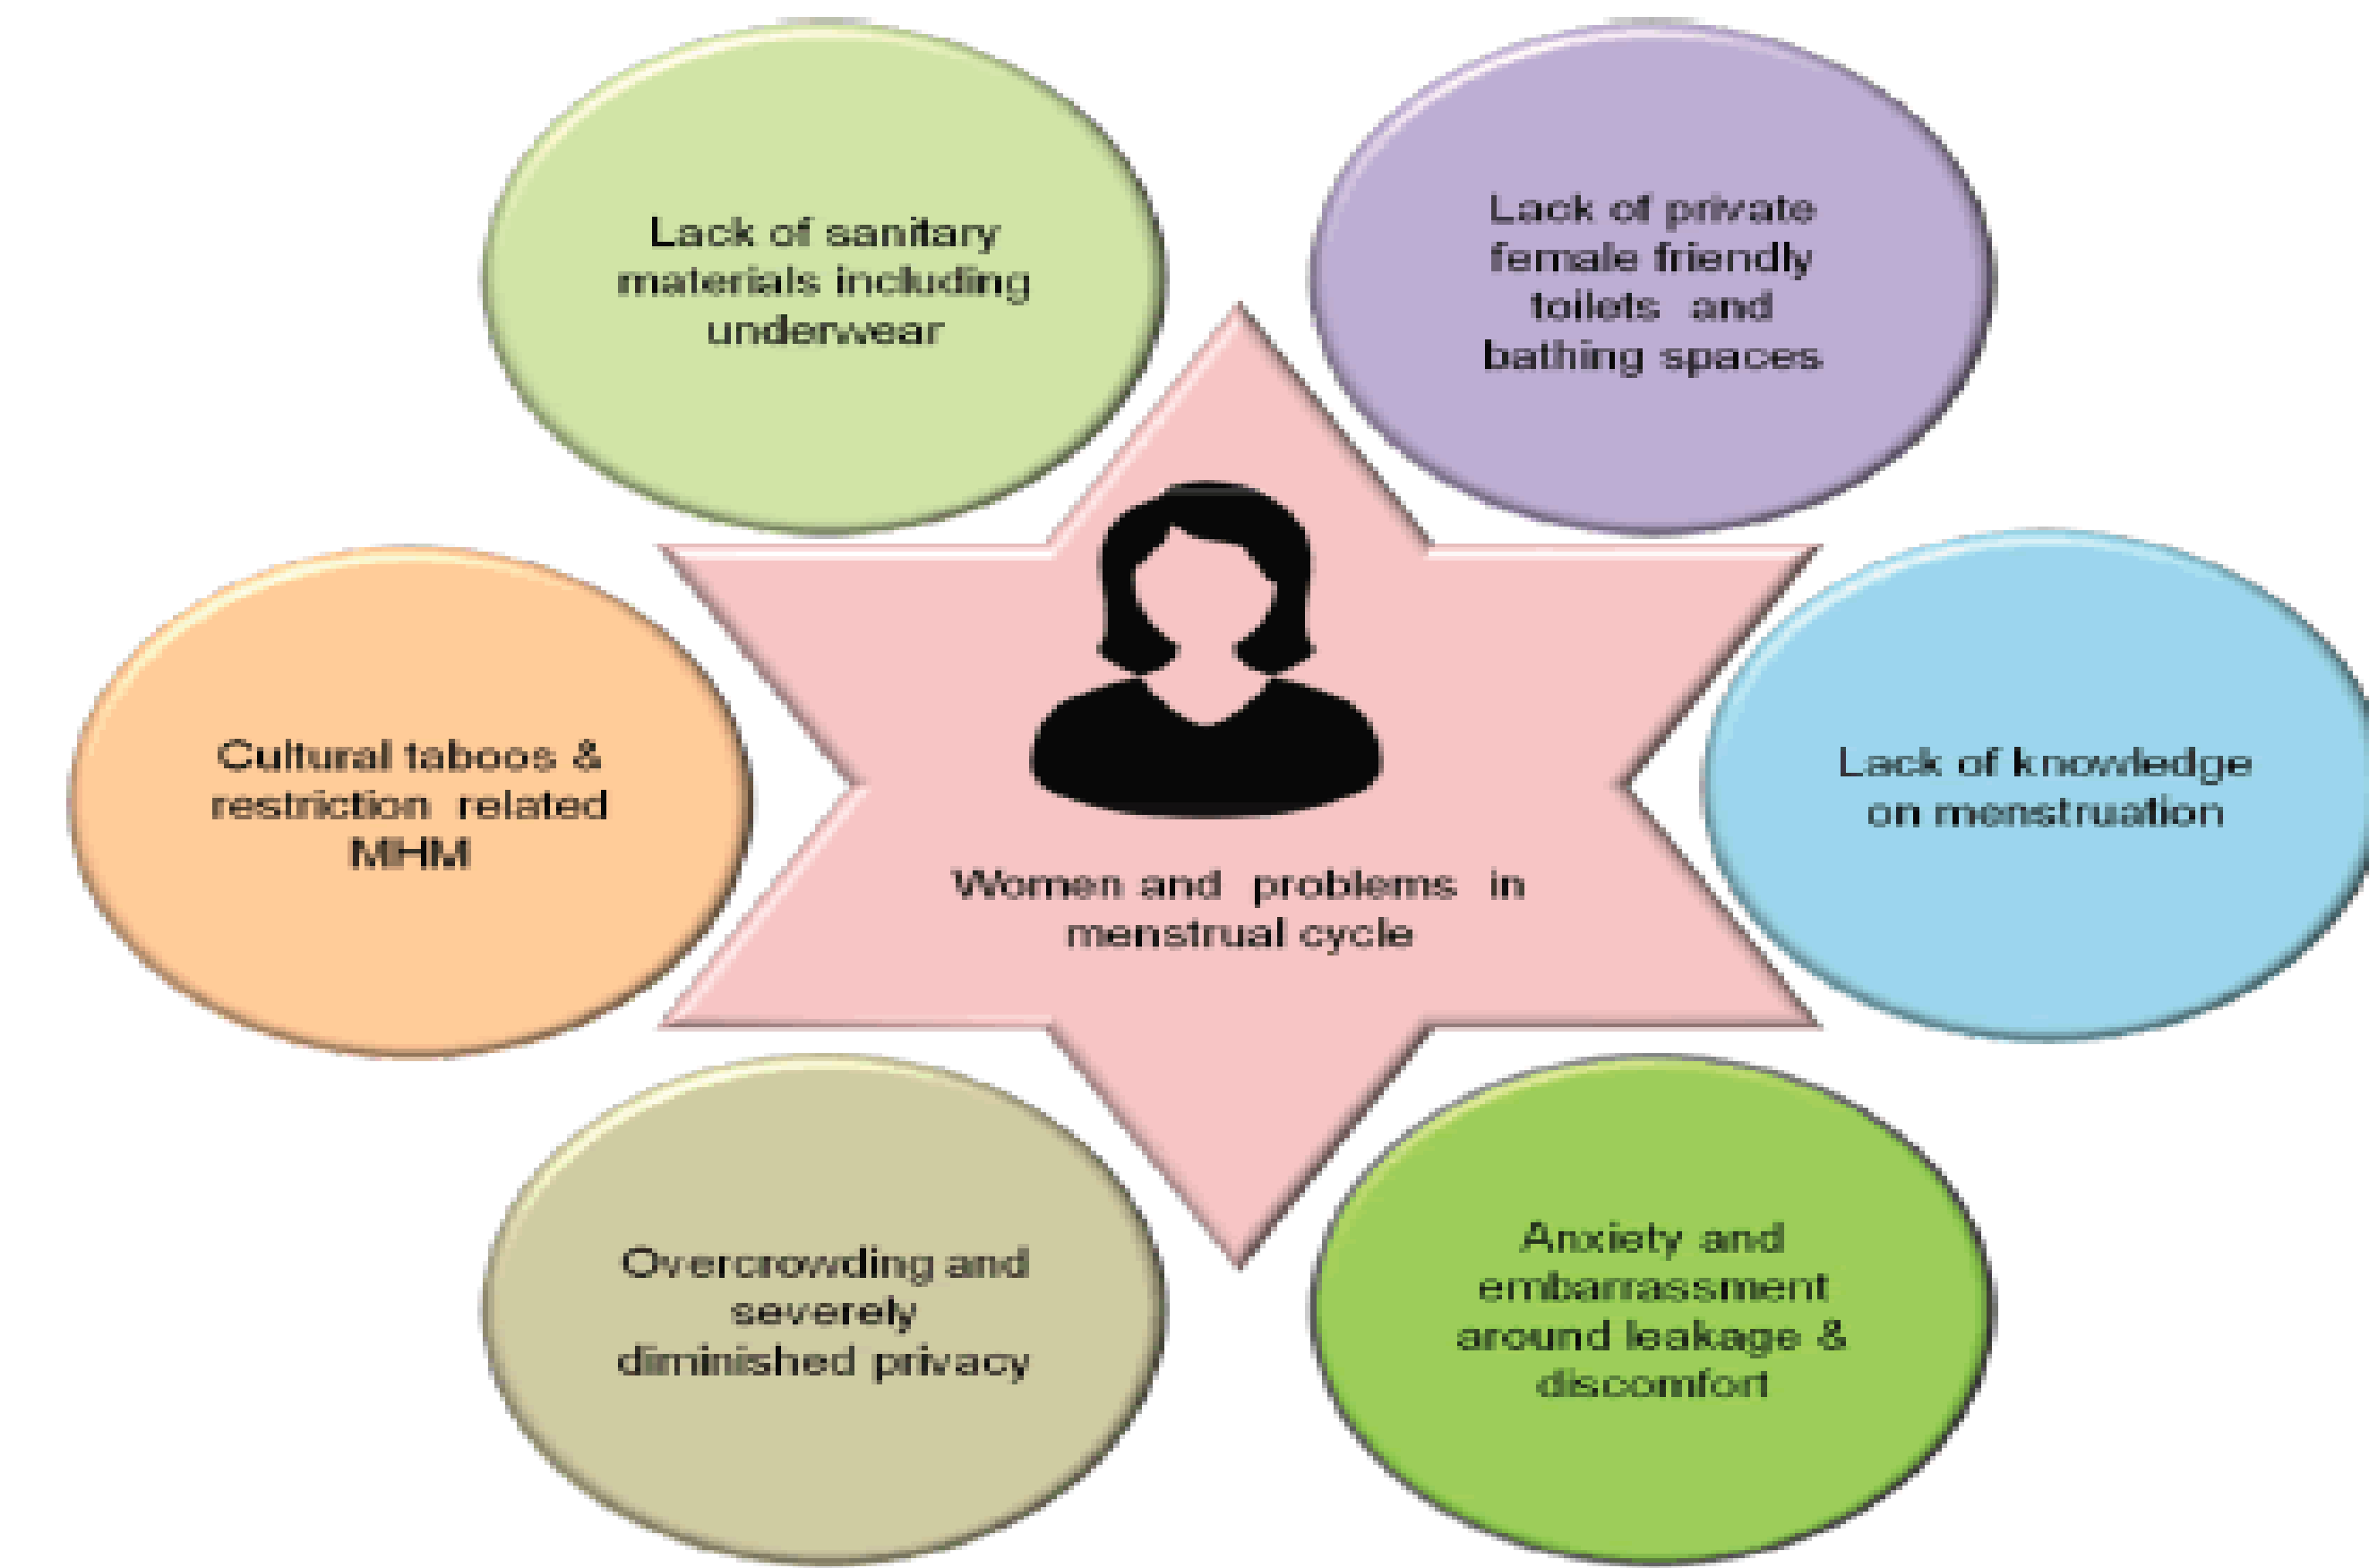 Lack of sanitary
materials including
underwear
Lack of private
female friendly
toilets and
bathing spaces
Cultural taboos &
restriction related
MHM
Women and problems in
menstrual cycle
Lack of knowledge
on menstruation
Overcrowding and
severely
diminished privacy
Anxiety and
embarrassment
around leakage &
discomfort